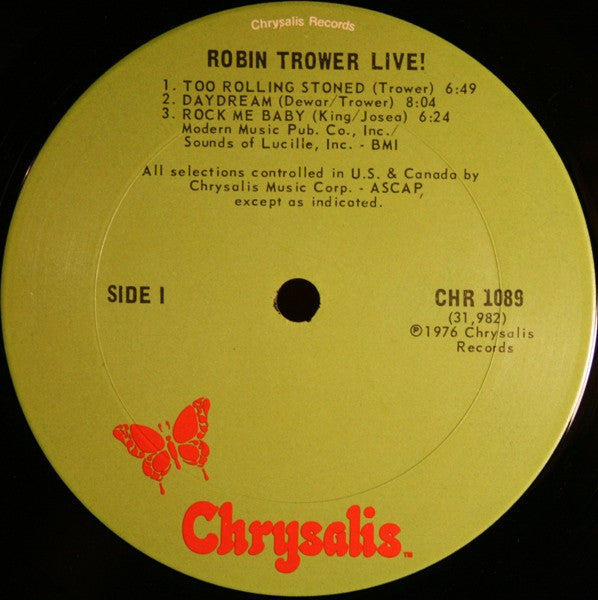 Chrysalis Records
ROBIN TROWER LIVE!
1. TOO ROLLING STONED (Trower) 6:49
2. DAYDREAM (Dewar/Trower) 8:04
3. ROCK ME BABY (King/Josea) 6:24
Modern Music Pub. Co., Inc./
Sounds of Lucille, Inc. - BMI
All selections controlled in U.S. & Canada by
Chrysalis Music Corp. - ASCAP,
except as indicated.
SIDE I
CHR 1089
(31,982)
℗1976 Chrysalis
Records
Chrysalis™